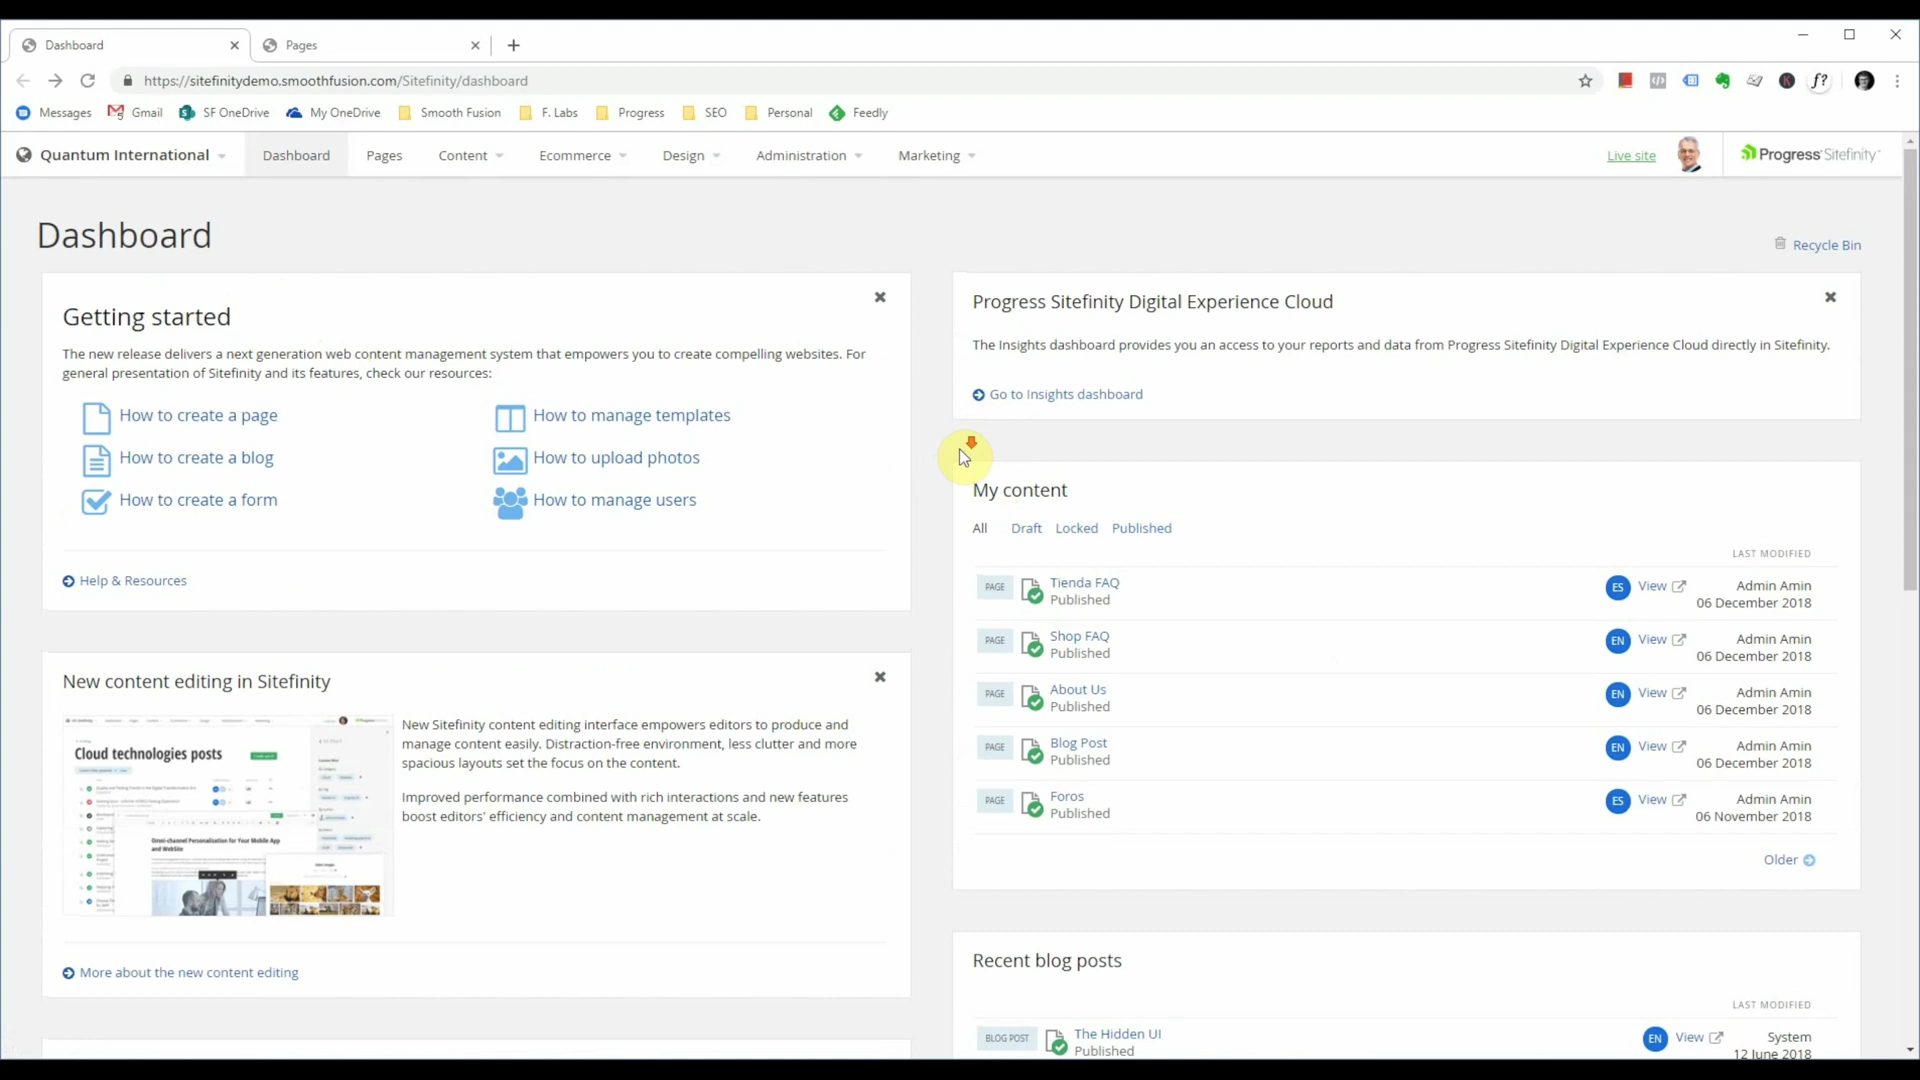 Dashboard
Pages
https://sitefinitydemo.smoothfusion.com/Sitefinity/dashboard
f?
Messages
Gmail
SF OneDrive
My OneDrive
Smooth Fusion
F. Labs
Progress
SEO
Personal
Feedly
Quantum International
Dashboard
Pages
Content
Ecommerce
Design
Administration
Marketing
Live site
Progress Sitefinity
Dashboard
Recycle Bin
Getting started
The new release delivers a next generation web content management system that empowers you to create compelling websites. For
general presentation of Sitefinity and its features, check our resources:
How to create a page
How to manage templates
How to create a blog
How to upload photos
How to create a form
How to manage users
Help & Resources
New content editing in Sitefinity
Cloud technologies posts
Omni-channel Personalization for Your Mobile App
and WebSite
New Sitefinity content editing interface empowers editors to produce and
manage content easily. Distraction-free environment, less clutter and more
spacious layouts set the focus on the content.
Improved performance combined with rich interactions and new features
boost editors' efficiency and content management at scale.
More about the new content editing
Progress Sitefinity Digital Experience Cloud
The Insights dashboard provides you an access to your reports and data from Progress Sitefinity Digital Experience Cloud directly in Sitefinity.
Go to Insights dashboard
My content
All Draft Locked Published
LAST MODIFIED
PAGE Tienda FAQ ES View Admin Amin
Published 06 December 2018
PAGE Shop FAQ EN View Admin Amin
Published 06 December 2018
PAGE About Us EN View Admin Amin
Published 06 December 2018
PAGE Blog Post EN View Admin Amin
Published 06 December 2018
PAGE Foros ES View Admin Amin
Published 06 November 2018
Older
Recent blog posts
LAST MODIFIED
BLOG POST The Hidden UI EN View System
Published 12 June 2018